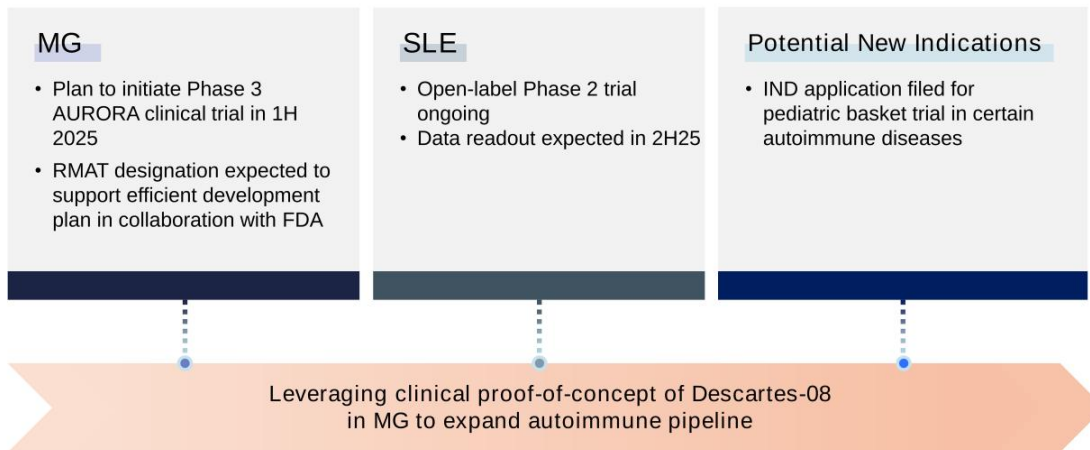 MG
• Plan to initiate Phase 3
AURORA clinical trial in 1H
2025
• RMAT designation expected to
support efficient development
plan in collaboration with FDA
SLE
• Open-label Phase 2 trial
ongoing
• Data readout expected in 2H25
Potential New Indications
• IND application filed for
pediatric basket trial in certain
autoimmune diseases
Leveraging clinical proof-of-concept of Descartes-08
in MG to expand autoimmune pipeline